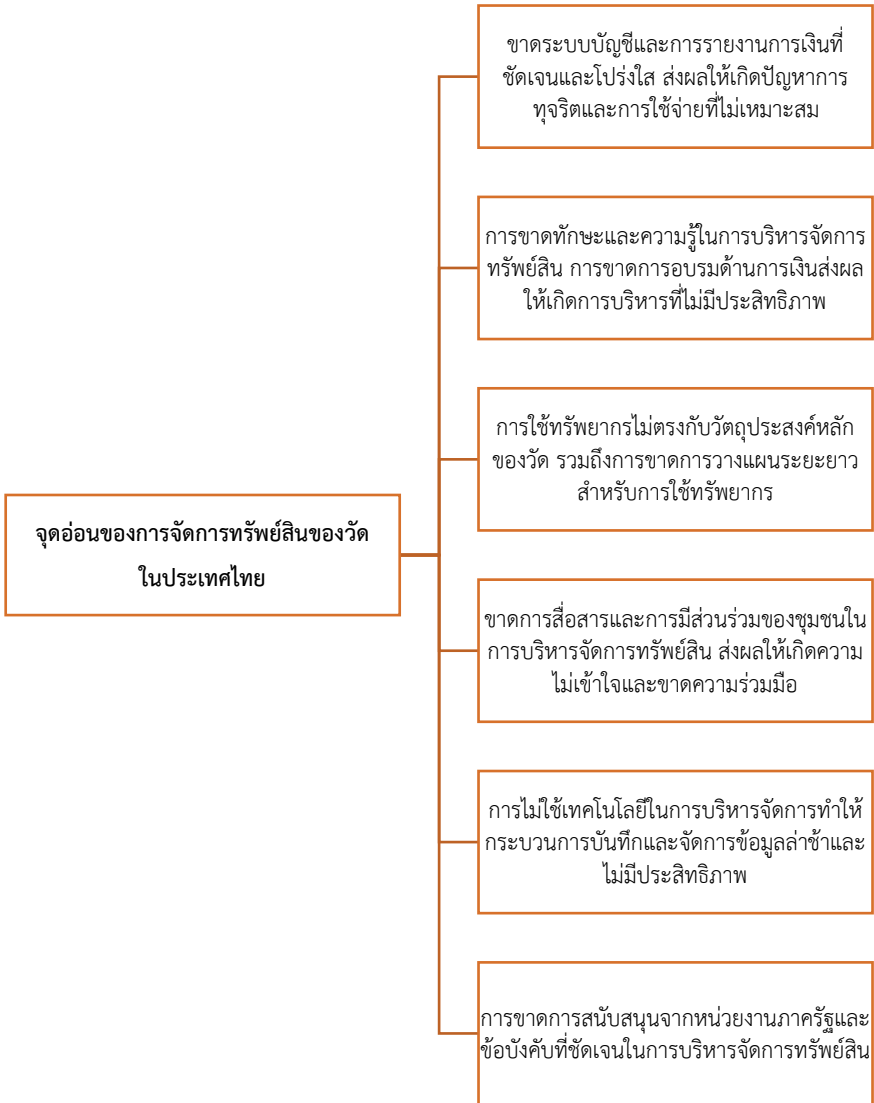 ขาดระบบบัญชีและการรายงานการเงินที่
ชัดเจนและโปร่งใส ส่งผลให้เกิดปัญหาการ
ทุจริตและการใช้จ่ายที่ไม่เหมาะสม
การขาดทักษะและความรู้ในการบริหารจัดการ
ทรัพย์สิน การขาดการอบรมด้านการเงินส่งผล
ให้เกิดการบริหารที่ไม่มีประสิทธิภาพ
การใช้ทรัพยากรไม่ตรงกับวัตถุประสงค์หลัก
ของวัด รวมถึงการขาดการวางแผนระยะยาว
สำหรับการใช้ทรัพยากร
จุดอ่อนของการจัดการทรัพย์สินของวัด
ในประเทศไทย
ขาดการสื่อสารและการมีส่วนร่วมของชุมชนใน
การบริหารจัดการทรัพย์สิน ส่งผลให้เกิดความ
ไม่เข้าใจและขาดความร่วมมือ
การไม่ใช้เทคโนโลยีในการบริหารจัดการทำให้
กระบวนการบันทึกและจัดการข้อมูลล่าช้าและ
ไม่มีประสิทธิภาพ
การขาดการสนับสนุนจากหน่วยงานภาครัฐและ
ข้อบังคับที่ชัดเจนในการบริหารจัดการทรัพย์สิน